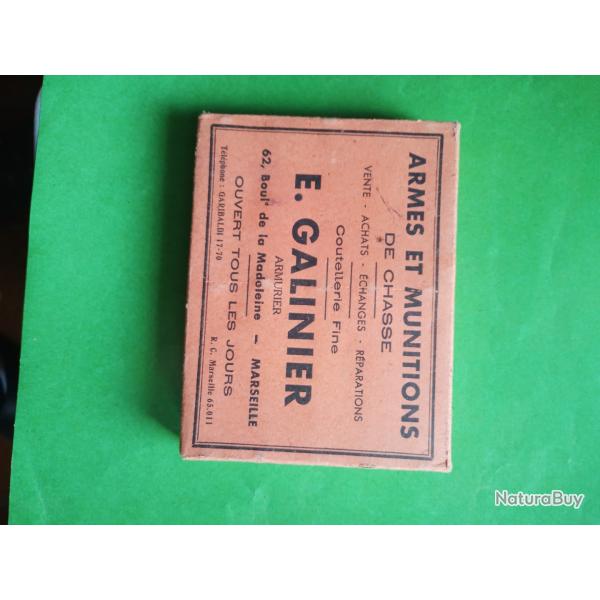 ARMES ET MUNITIONS
DE CHASSE
VENTE - ACHATS - ÉCHANGES - RÉPARATIONS
Coutellerie Fine
E. GALINIER
ARMURIER
62, Boulᵈ de la Madeleine - MARSEILLE
OUVERT TOUS LES JOURS
Téléphone : GARIBALDI 17-70
R. C. Marseille 65.011
NaturaBuy